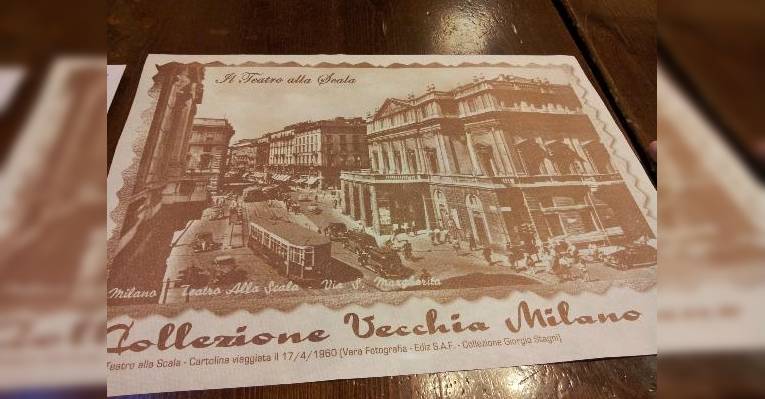 Il Teatro alla Scala
Milano - Teatro Alla Scala - Via S. Margherita
Collezione Vecchia Milano
Teatro alla Scala - Cartolina viaggiata il 17/4/1960 (Vera Fotografia - Ediz S.A.F. - Collezione Giorgio Stagni)